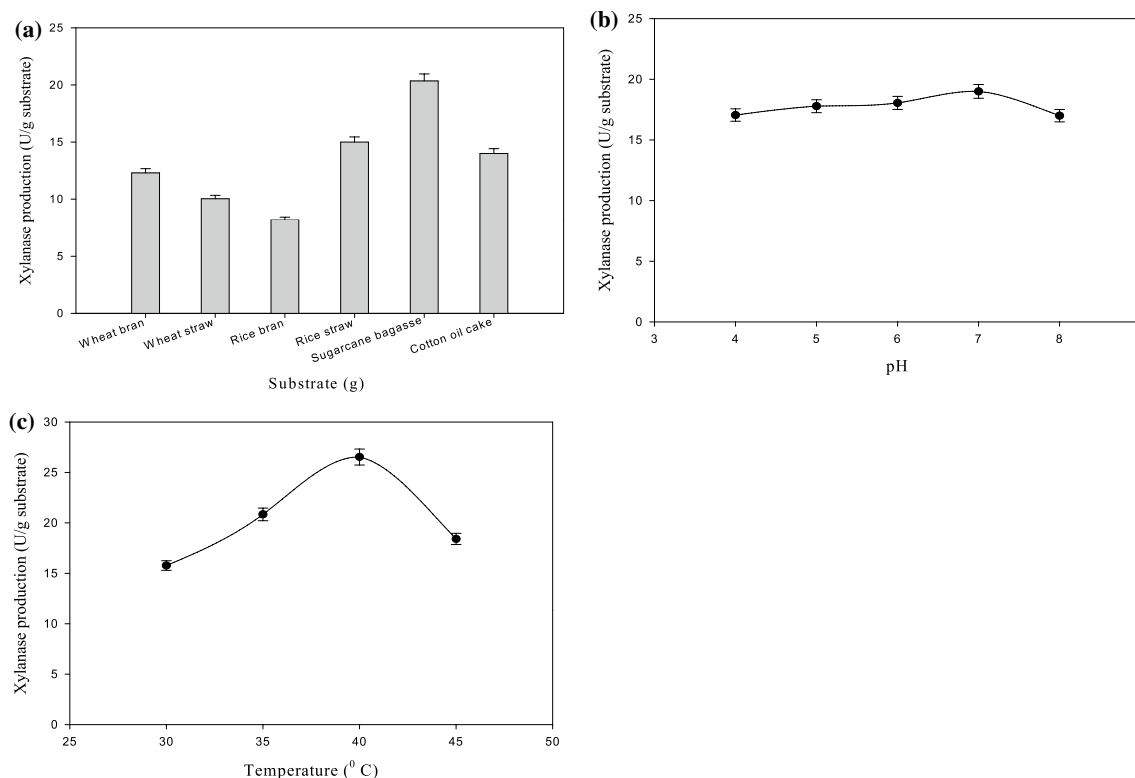 (a)
Xylanase production (U/g substrate)
25
20
15
10
5
0
Wheat bran
Wheat straw
Rice bran
Rice straw
Sugarcane bagasse
Cotton oil cake
Substrate (g)
(b)
Xylanase production (U/g substrate)
25
20
15
10
5
0
3 4 5 6 7 8
pH
(c)
Xylanase production (U/g substrate)
30
25
20
15
10
5
0
25 30 35 40 45 50
Temperature (⁰ C)